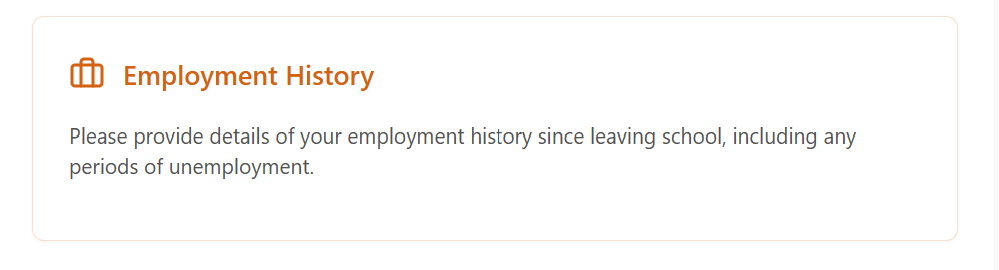 Employment History
Please provide details of your employment history since leaving school, including any
periods of unemployment.